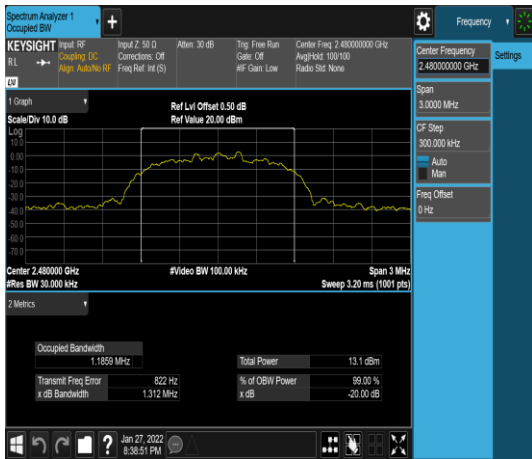 Spectrum Analyzer 1
Occupied BW
Frequency
KEYSIGHT
RL
LXI
Input: RF
Coupling: DC
Align: Auto/No RF
Input Z: 50 Ω
Corrections: Off
Freq Ref: Int (S)
Atten: 30 dB
Trig: Free Run
Gate: Off
#IF Gain: Low
Center Freq: 2.480000000 GHz
Avg|Hold: 100/100
Radio Std: None
Center Frequency
2.480000000 GHz
Settings
Span
3.0000 MHz
CF Step
300.000 kHz
Auto
Man
Freq Offset
0 Hz
1 Graph
Scale/Div 10.0 dB
Ref Lvl Offset 0.50 dB
Ref Value 20.00 dBm
Log
10.0
0.00
-10.0
-20.0
-30.0
-40.0
-50.0
-60.0
-70.0
Center 2.480000 GHz
#Video BW 100.00 kHz
Span 3 MHz
#Res BW 30.000 kHz
Sweep 3.20 ms (1001 pts)
2 Metrics
Occupied Bandwidth
1.1859 MHz
Total Power 13.1 dBm
Transmit Freq Error 822 Hz
% of OBW Power 99.00 %
x dB Bandwidth 1.312 MHz
x dB -20.00 dB
Jan 27, 2022
8:38:51 PM